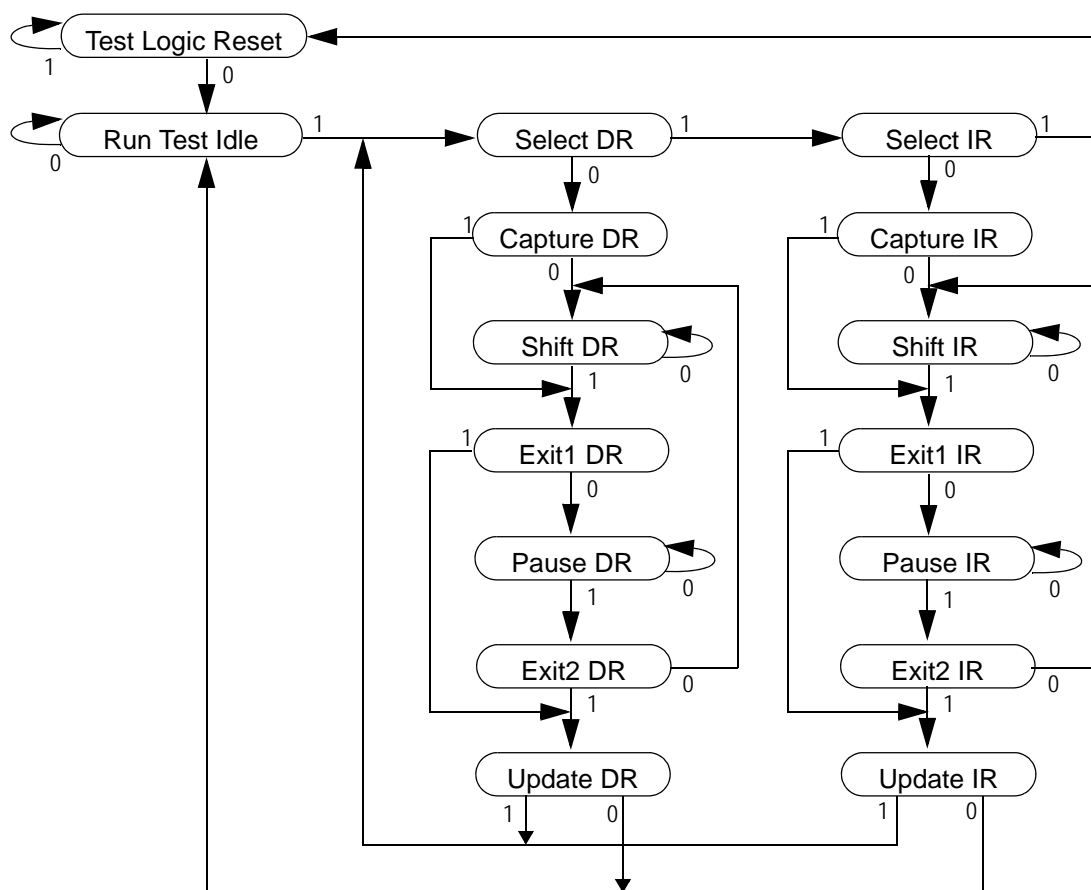 Test Logic Reset
1
0
Run Test Idle
1
Select DR
1
Select IR
1
0
0
0
1
Capture DR
1
Capture IR
0
0
Shift DR
Shift IR
0
0
1
1
1
Exit1 DR
1
Exit1 IR
0
0
Pause DR
Pause IR
0
0
1
1
Exit2 DR
Exit2 IR
0
0
1
1
Update DR
Update IR
1
0
1
0